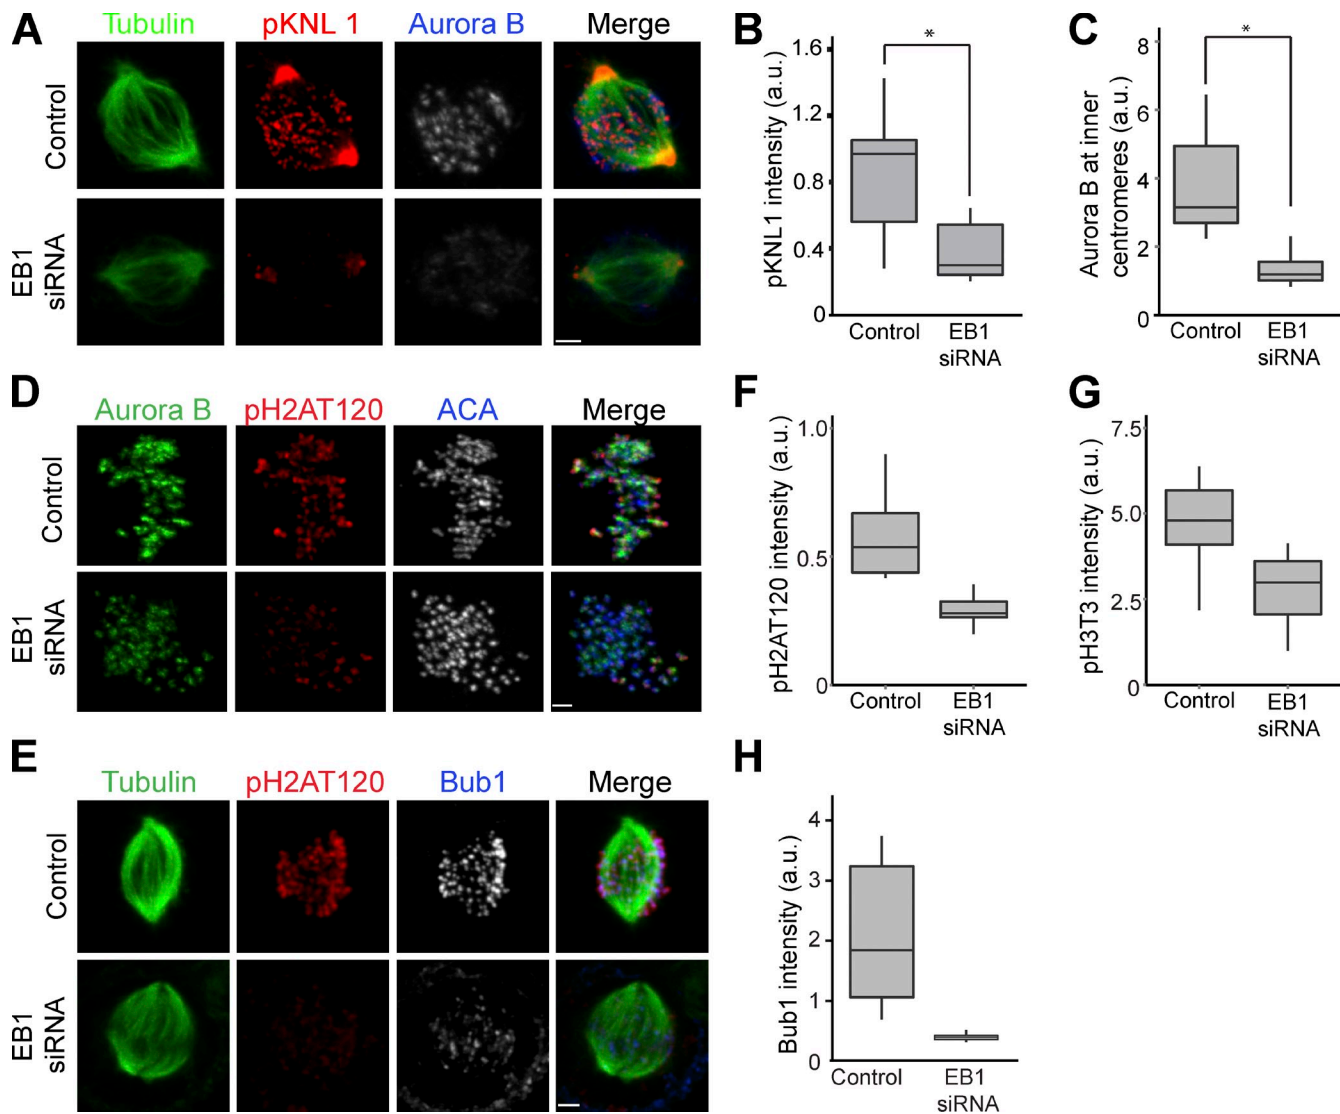 A
Tubulin pKNL 1 Aurora B Merge
Control
EB1
siRNA
B
pKNL1 intensity (a.u.)
1.6
1.2
0.8
0.4
0
*
Control EB1
siRNA
C
Aurora B at inner
centromeres (a.u.)
8
6
4
2
0
*
Control EB1
siRNA
D
Aurora B pH2AT120 ACA Merge
Control
EB1
siRNA
F
pH2AT120 intensity (a.u.)
1.0
0.5
0
Control EB1
siRNA
G
pH3T3 intensity (a.u.)
7.5
5.0
2.5
0
Control EB1
siRNA
E
Tubulin pH2AT120 Bub1 Merge
Control
EB1
siRNA
H
Bub1 intensity (a.u.)
4
3
2
1
0
Control EB1
siRNA